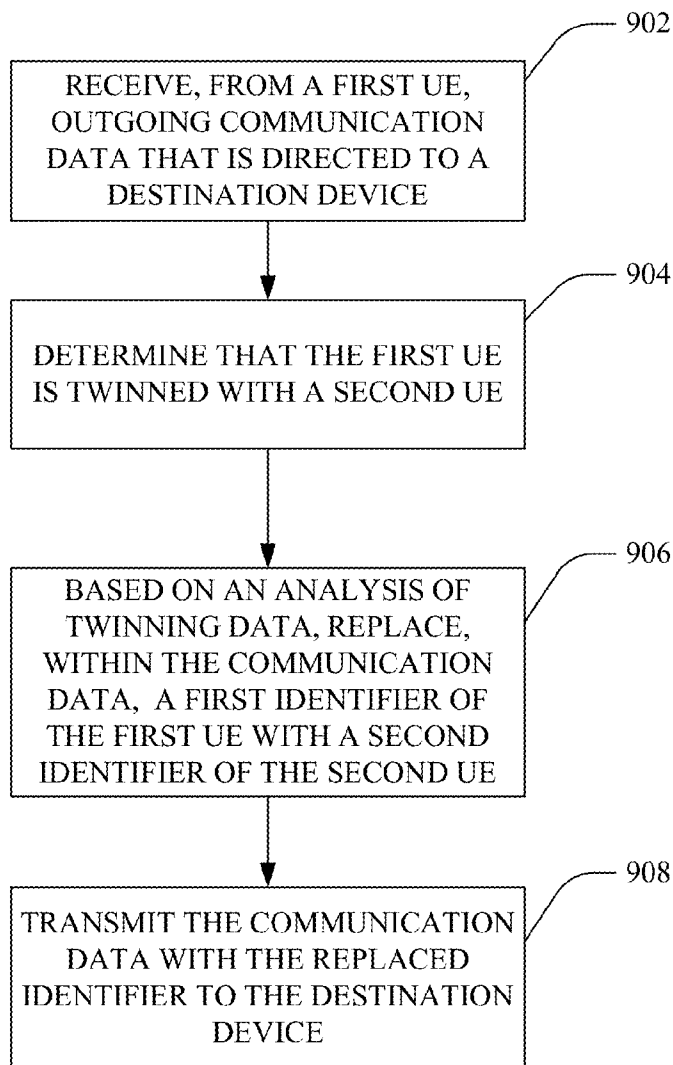 902
RECEIVE, FROM A FIRST UE,
OUTGOING COMMUNICATION
DATA THAT IS DIRECTED TO A
DESTINATION DEVICE
904
DETERMINE THAT THE FIRST UE
IS TWINNED WITH A SECOND UE
906
BASED ON AN ANALYSIS OF
TWINNING DATA, REPLACE,
WITHIN THE COMMUNICATION
DATA, A FIRST IDENTIFIER OF
THE FIRST UE WITH A SECOND
IDENTIFIER OF THE SECOND UE
908
TRANSMIT THE COMMUNICATION
DATA WITH THE REPLACED
IDENTIFIER TO THE DESTINATION
DEVICE